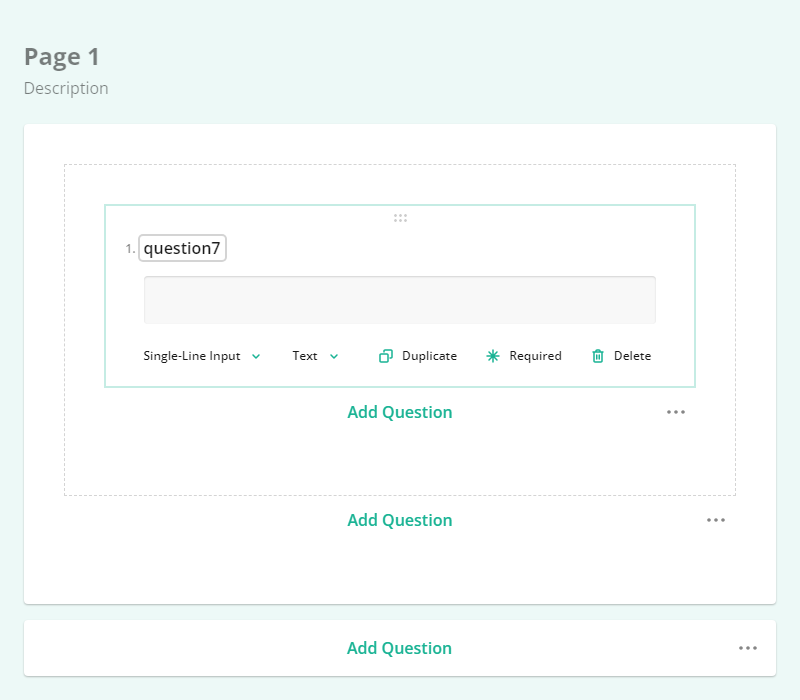 Page 1
Description
1. question7
Single-Line Input Text Duplicate Required Delete
Add Question
Add Question
Add Question